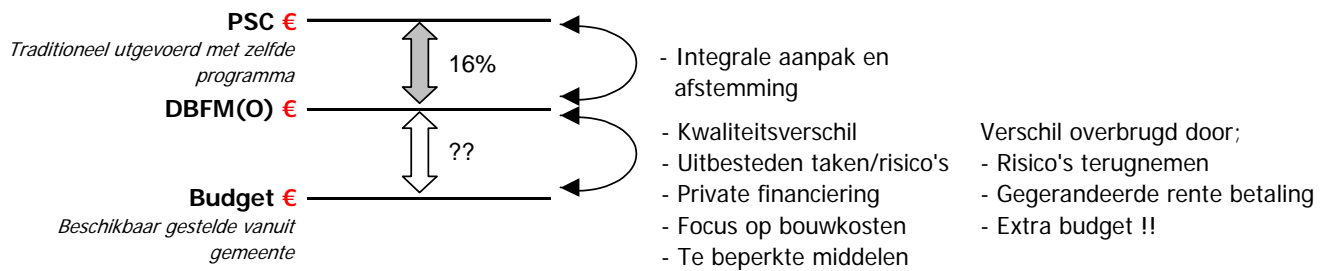 PSC €
Traditioneel uitgevoerd met zelfde
programma
16%
- Integrale aanpak en
afstemming
DBFM(O) €
??
- Kwaliteitsverschil
- Uitbesteden taken/risico's
- Private financiering
- Focus op bouwkosten
- Te beperkte middelen
Verschil overbrugd door;
- Risico's terugnemen
- Gegerandeerde rente betaling
- Extra budget !!
Budget €
Beschikbaar gestelde vanuit
gemeente